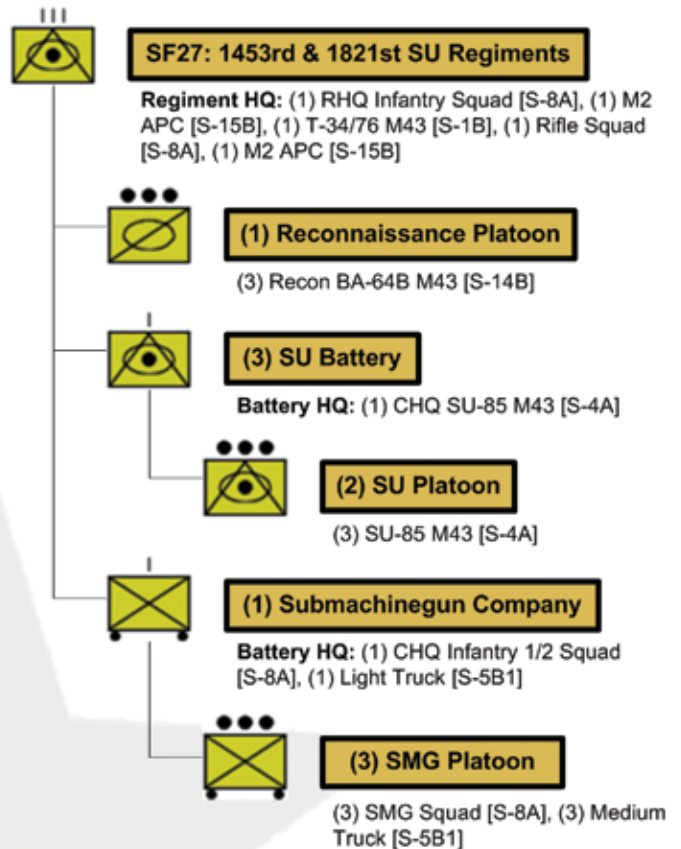 SF27: 1453rd & 1821st SU Regiments
Regiment HQ: (1) RHQ Infantry Squad [S-8A], (1) M2
APC [S-15B], (1) T-34/76 M43 [S-1B], (1) Rifle Squad
[S-8A], (1) M2 APC [S-15B]
(1) Reconnaissance Platoon
(3) Recon BA-64B M43 [S-14B]
(3) SU Battery
Battery HQ: (1) CHQ SU-85 M43 [S-4A]
(2) SU Platoon
(3) SU-85 M43 [S-4A]
(1) Submachinegun Company
Battery HQ: (1) CHQ Infantry 1/2 Squad
[S-8A], (1) Light Truck [S-5B1]
(3) SMG Platoon
(3) SMG Squad [S-8A], (3) Medium
Truck [S-5B1]